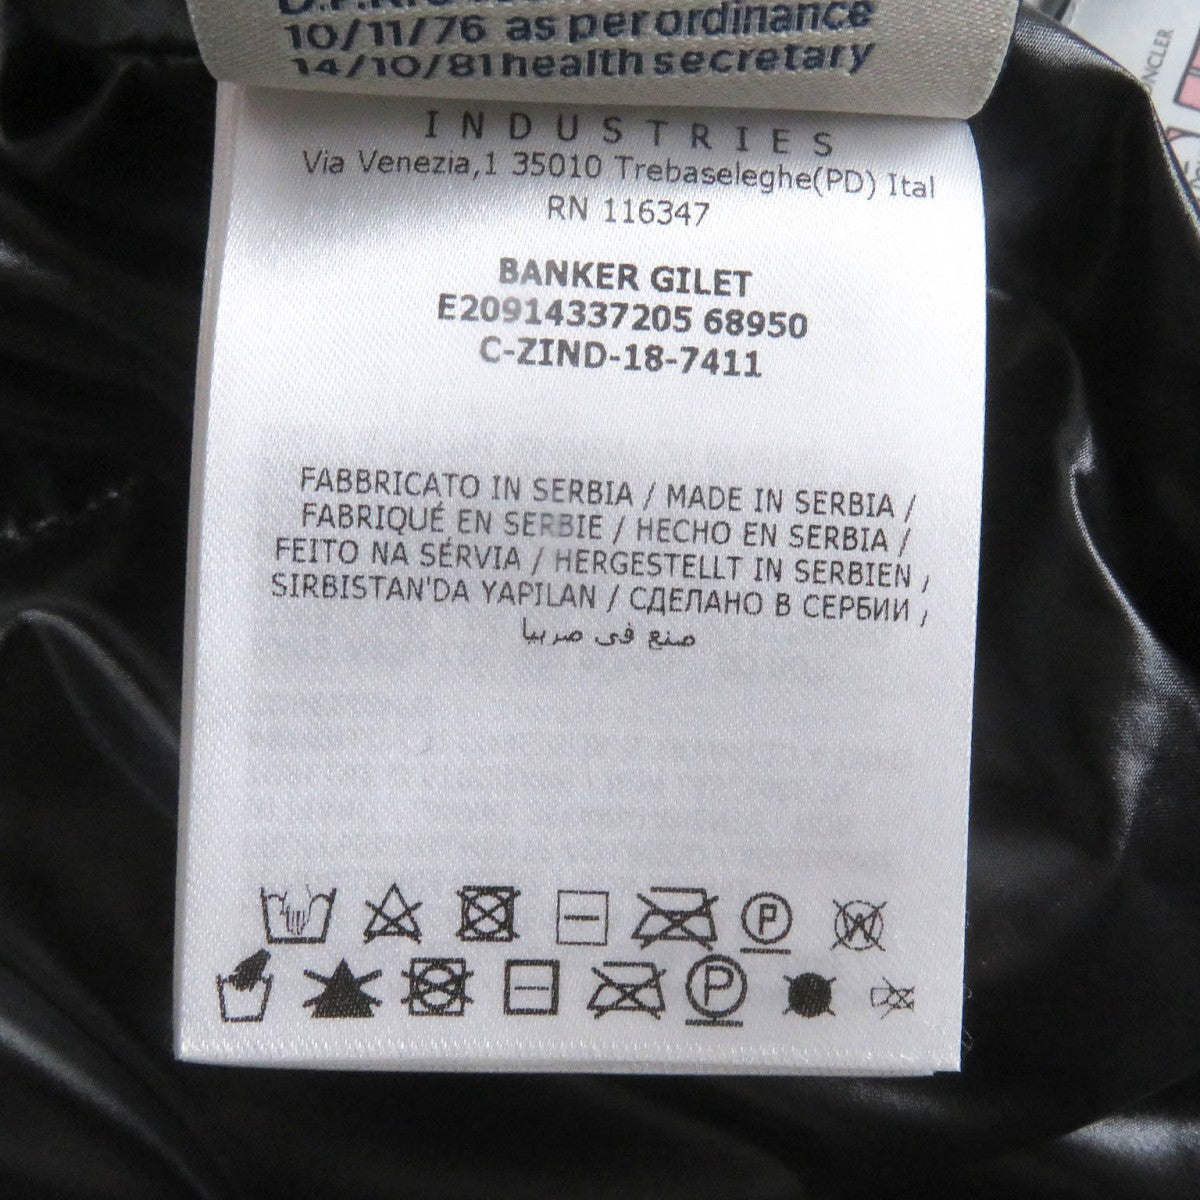 10/11/76 as per ordinance
14/10/81 health secretary
INDUSTRIES
Via Venezia,1 35010 Trebaseleghe(PD) Ital
RN 116347
BANKER GILET
E20914337205 68950
C-ZIND-18-7411
FABBRICATO IN SERBIA / MADE IN SERBIA /
FABRIQUÉ EN SERBIE / HECHO EN SERBIA /
FEITO NA SÉRVIA / HERGESTELLT IN SERBIEN /
SIRBISTAN'DA YAPILAN / СДЕЛАНО В СЕРБИИ /
صنع في صربيا
P W
P